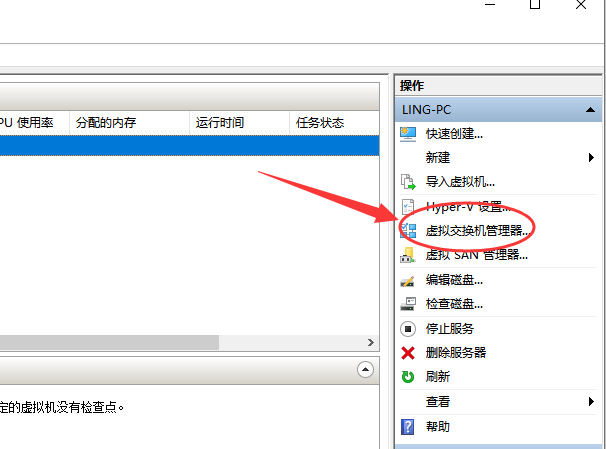 操作
PU 使用率 分配的内存 运行时间 任务状态
LING-PC
快速创建...
新建
导入虚拟机...
Hyper-V 设置...
虚拟交换机管理器...
虚拟 SAN 管理器...
编辑磁盘...
检查磁盘...
停止服务
删除服务器
刷新
查看
帮助
定的虚拟机没有检查点。